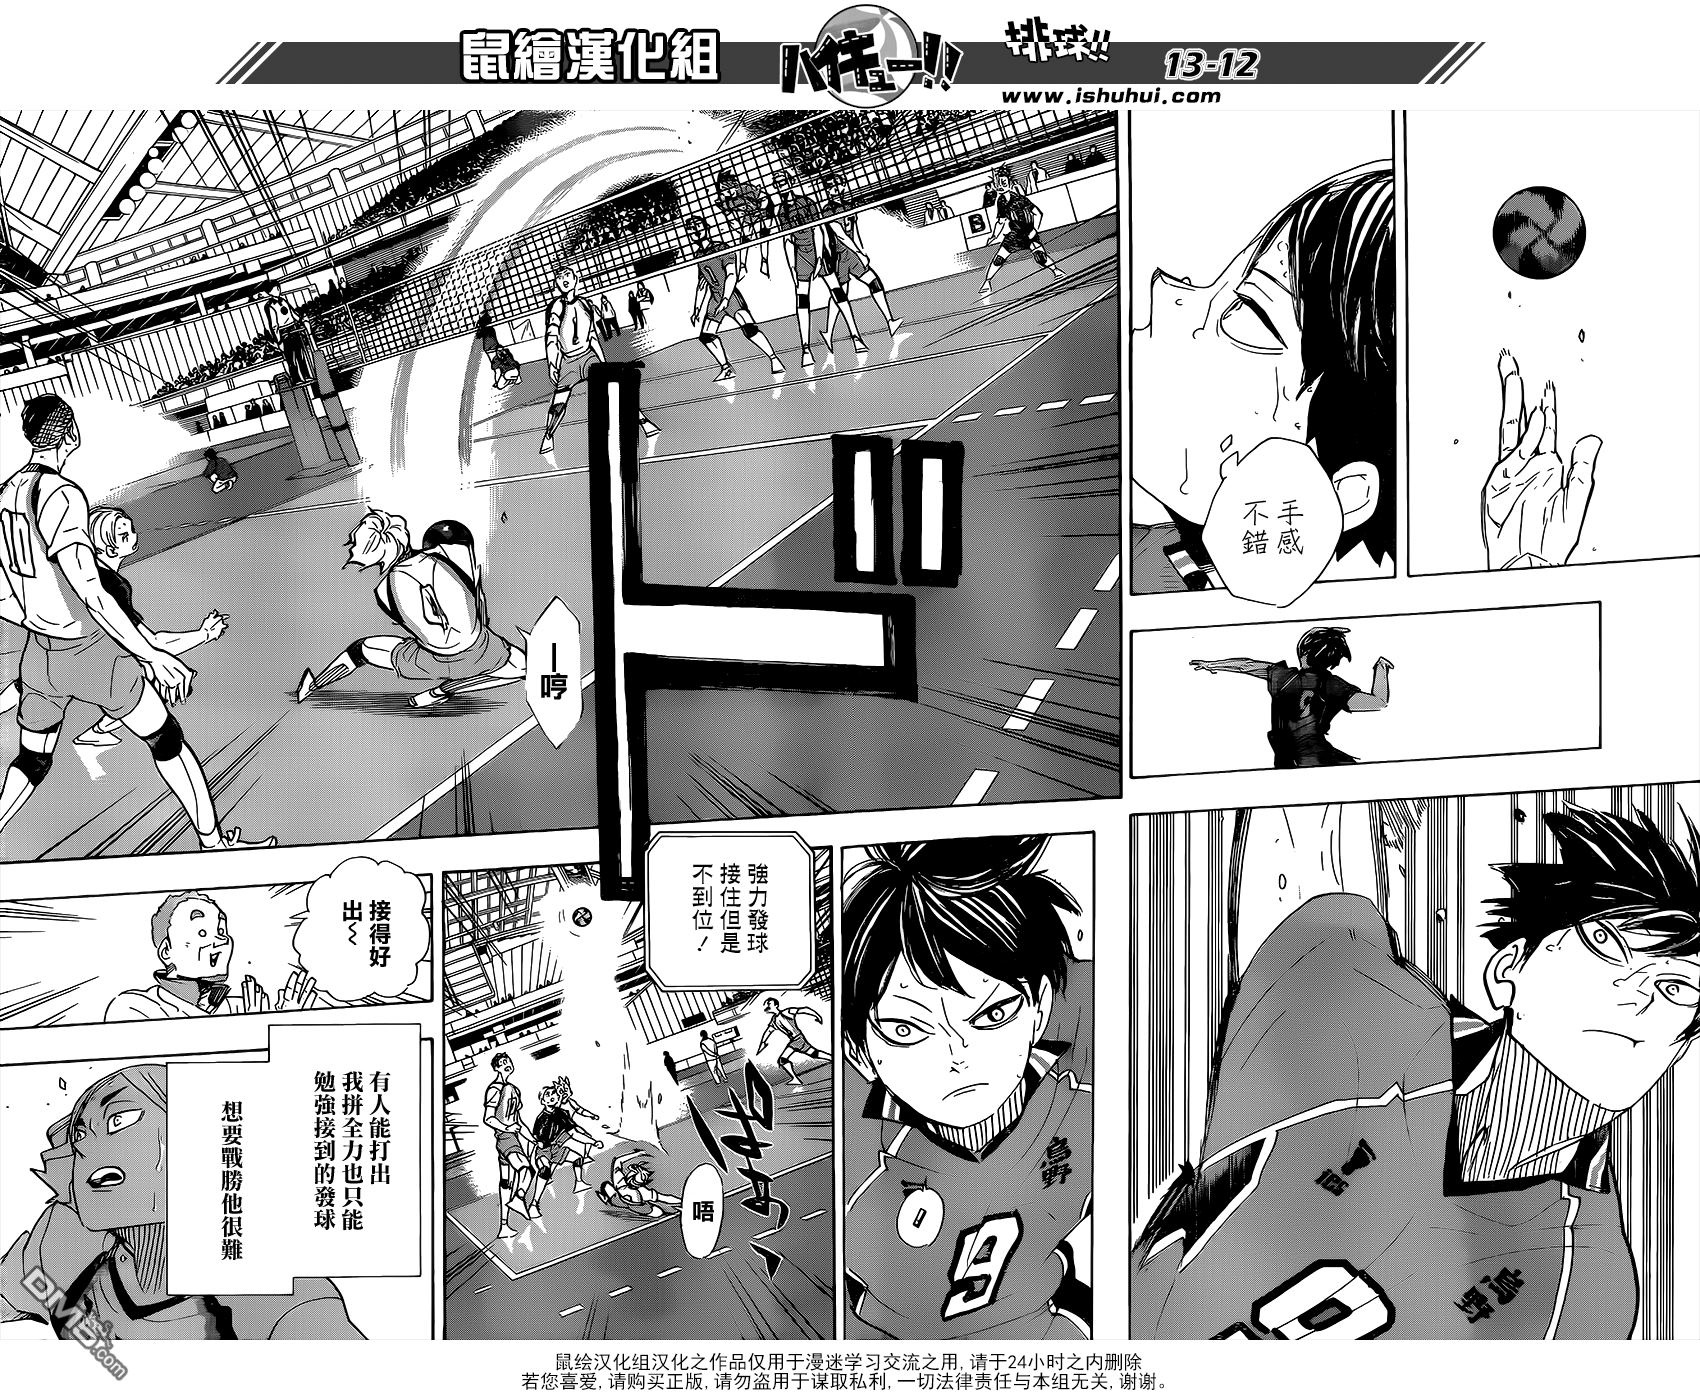 鼠繪漢化組
ハイキュー!!
排球!!
13-12
www.ishuhui.com
手感
不錯
B
ド
哼
1
10
強力發球
接住但是
不到位!
!
9
烏野
烏野
唔
接得好
出~
有人能打出
我拼全力也只能
勉強接到的發球
想要戰勝他很難
DMZJ
鼠绘汉化组汉化之作品仅用于漫迷学习交流之用,请于24小时之内删除
若您喜爱,请购买正版,请勿盗用于谋取私利,一切法律责任与本组无关,谢谢。